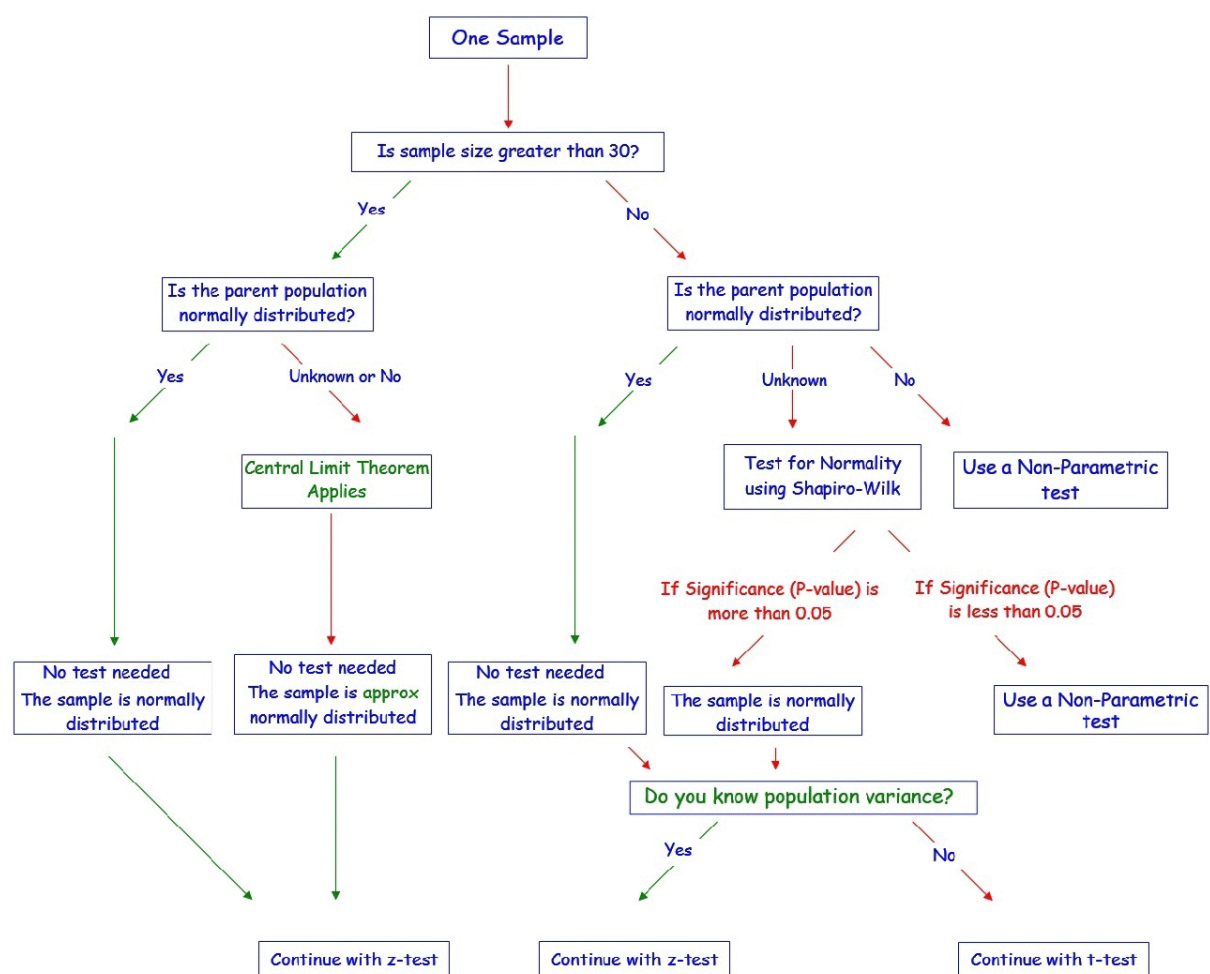 One Sample
Is sample size greater than 30?
Yes
No
Is the parent population
normally distributed?
Is the parent population
normally distributed?
Yes
Unknown or No
Yes
Unknown
No
Central Limit Theorem
Applies
Test for Normality
using Shapiro-Wilk
Use a Non-Parametric
test
If Significance (P-value) is
more than 0.05
If Significance (P-value)
is less than 0.05
No test needed
The sample is normally
distributed
No test needed
The sample is approx
normally distributed
No test needed
The sample is normally
distributed
The sample is normally
distributed
Use a Non-Parametric
test
Do you know population variance?
Yes
No
Continue with z-test
Continue with z-test
Continue with t-test